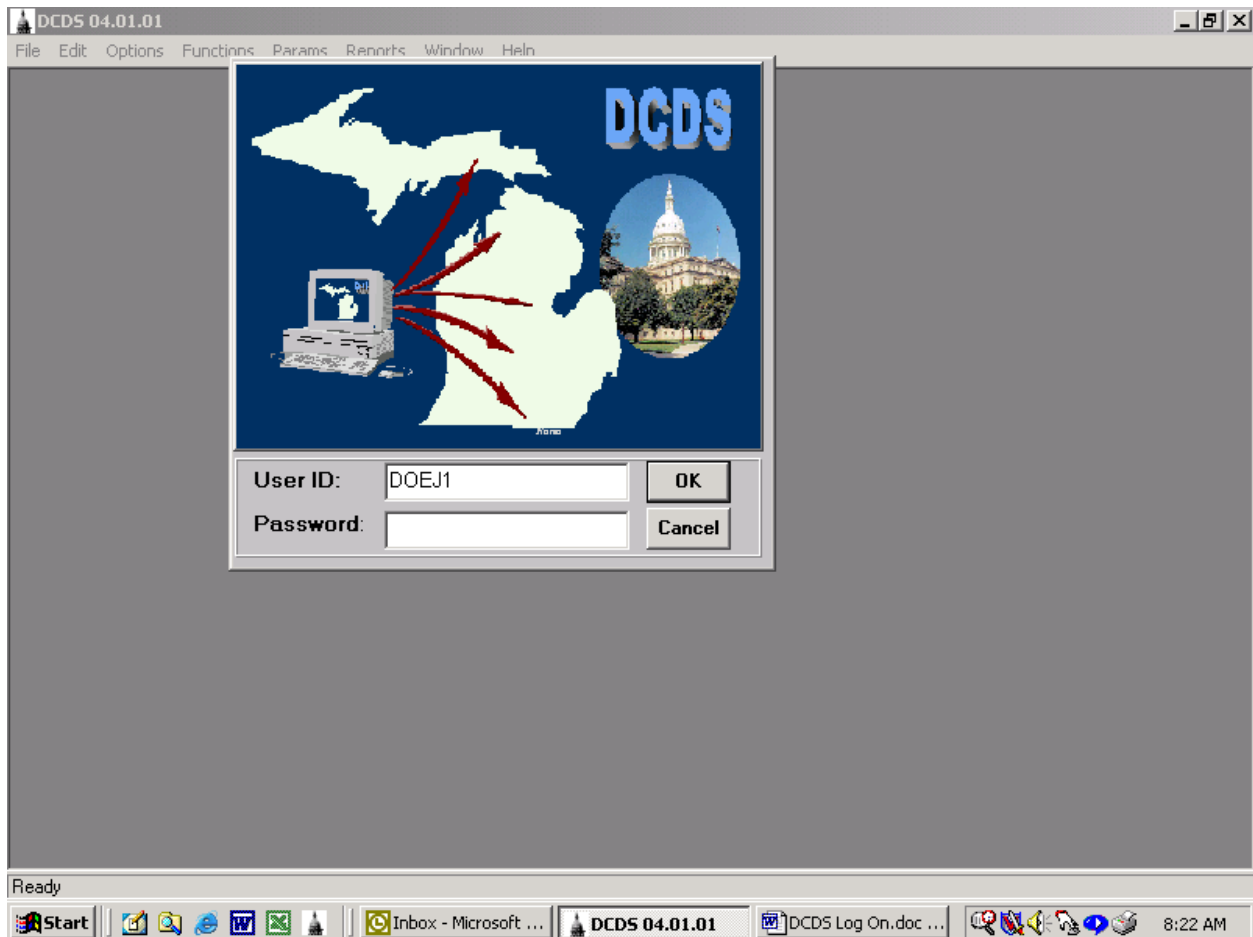 DCDS 04.01.01
File Edit Options Functions Params Reports Window Help
DCDS
User ID: DOEJ1 OK
Password: Cancel
Ready
Start Inbox - Microsoft ... DCDS 04.01.01 DCDS Log On.doc ... 8:22 AM